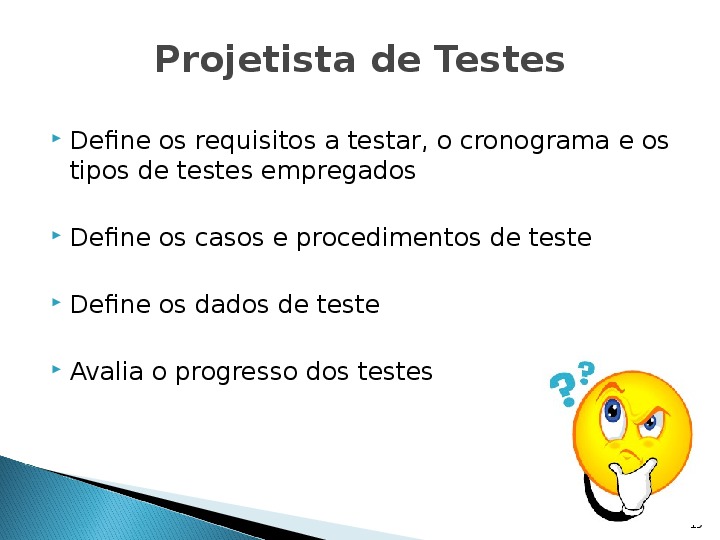 Projetista de Testes
Define os requisitos a testar, o cronograma e os
tipos de testes empregados
Define os casos e procedimentos de teste
Define os dados de teste
Avalia o progresso dos testes
??